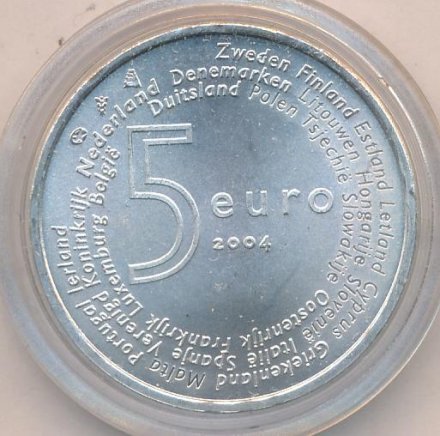 Zweden Finland Estland Letland Cyprus Griekenland Malta Portugal Ierland
Denemarken Litouwen Hongarije Slovenië Italië Spanje Verenigd Koninkrijk Nederland
Duitsland Polen Tsjechië Slowakije Oostenrijk Frankrijk Luxemburg België
5 euro
2004